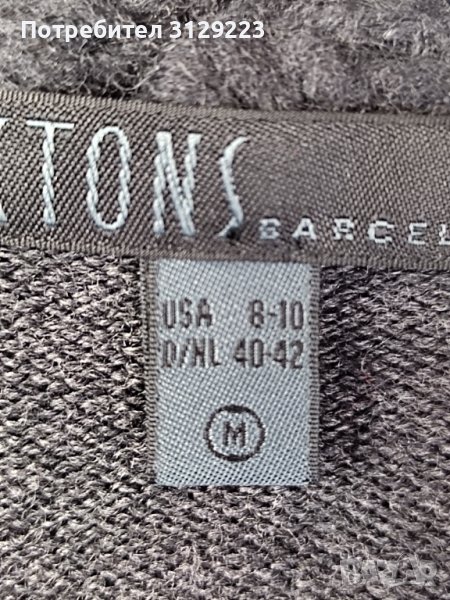 Потребител 3129223
XTONS
BARCEL
USA 8-10
D/NL 40-42
M